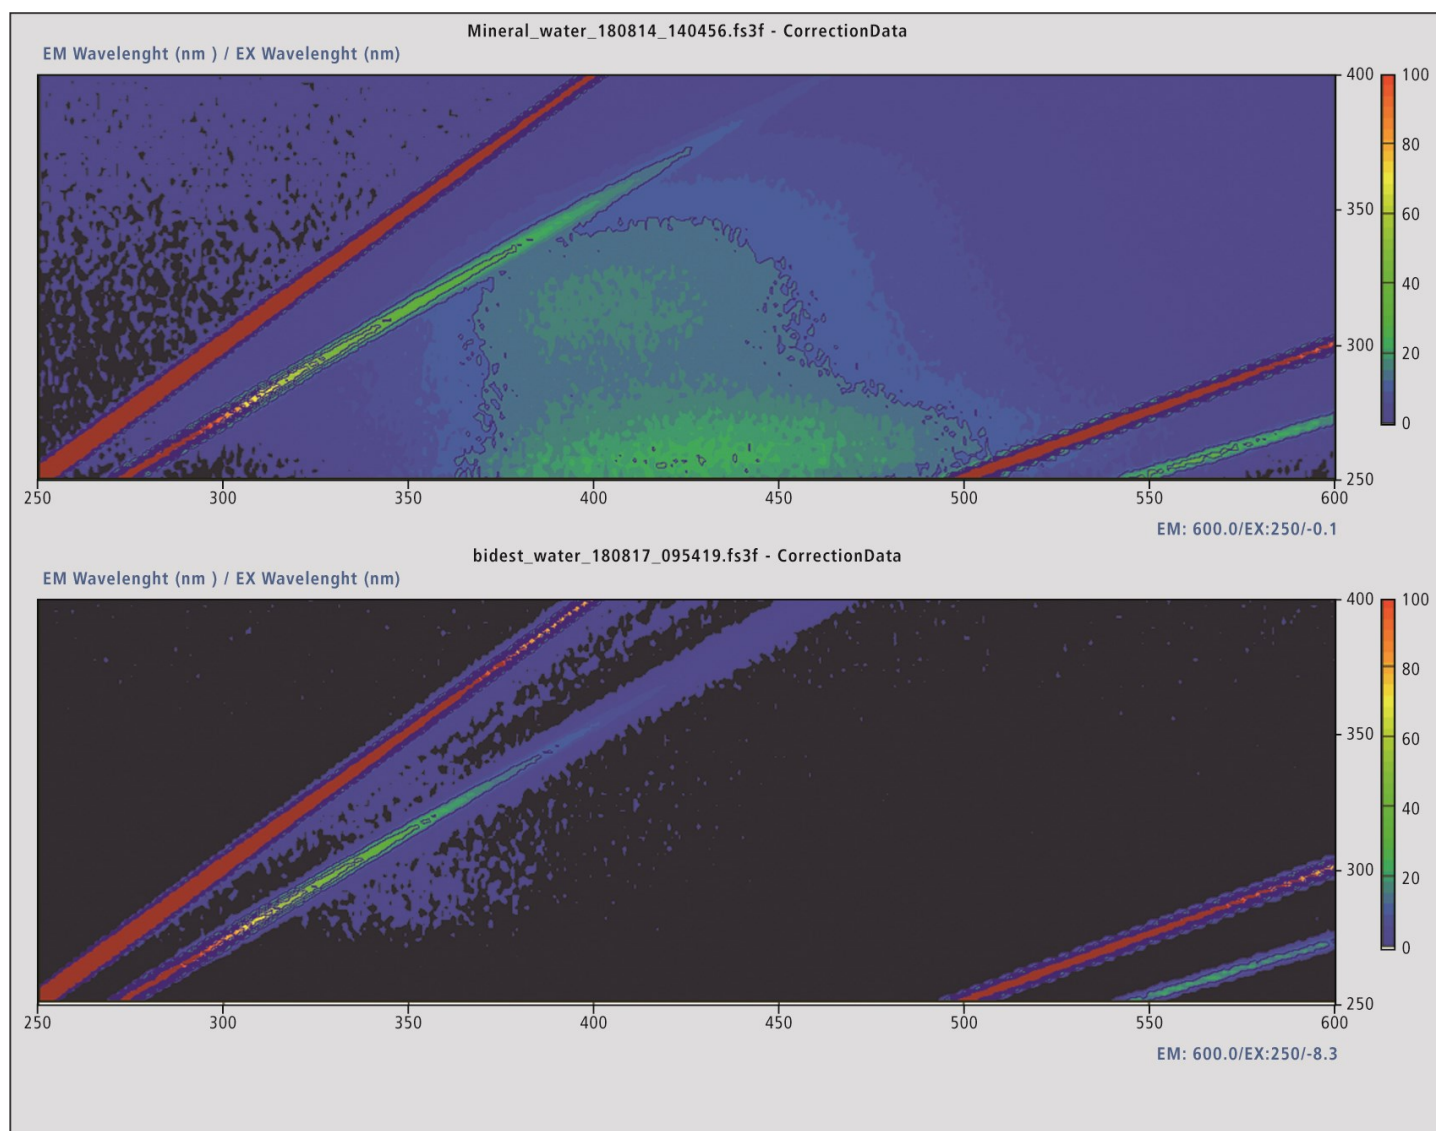 Mineral_water_180814_140456.fs3f - CorrectionData
EM Wavelenght (nm ) / EX Wavelenght (nm)
400
350
300
250
100
80
60
40
20
0
250 300 350 400 450 500 550 600
EM: 600.0/EX:250/-0.1
bidest_water_180817_095419.fs3f - CorrectionData
EM Wavelenght (nm ) / EX Wavelenght (nm)
400
350
300
250
100
80
60
40
20
0
250 300 350 400 450 500 550 600
EM: 600.0/EX:250/-8.3